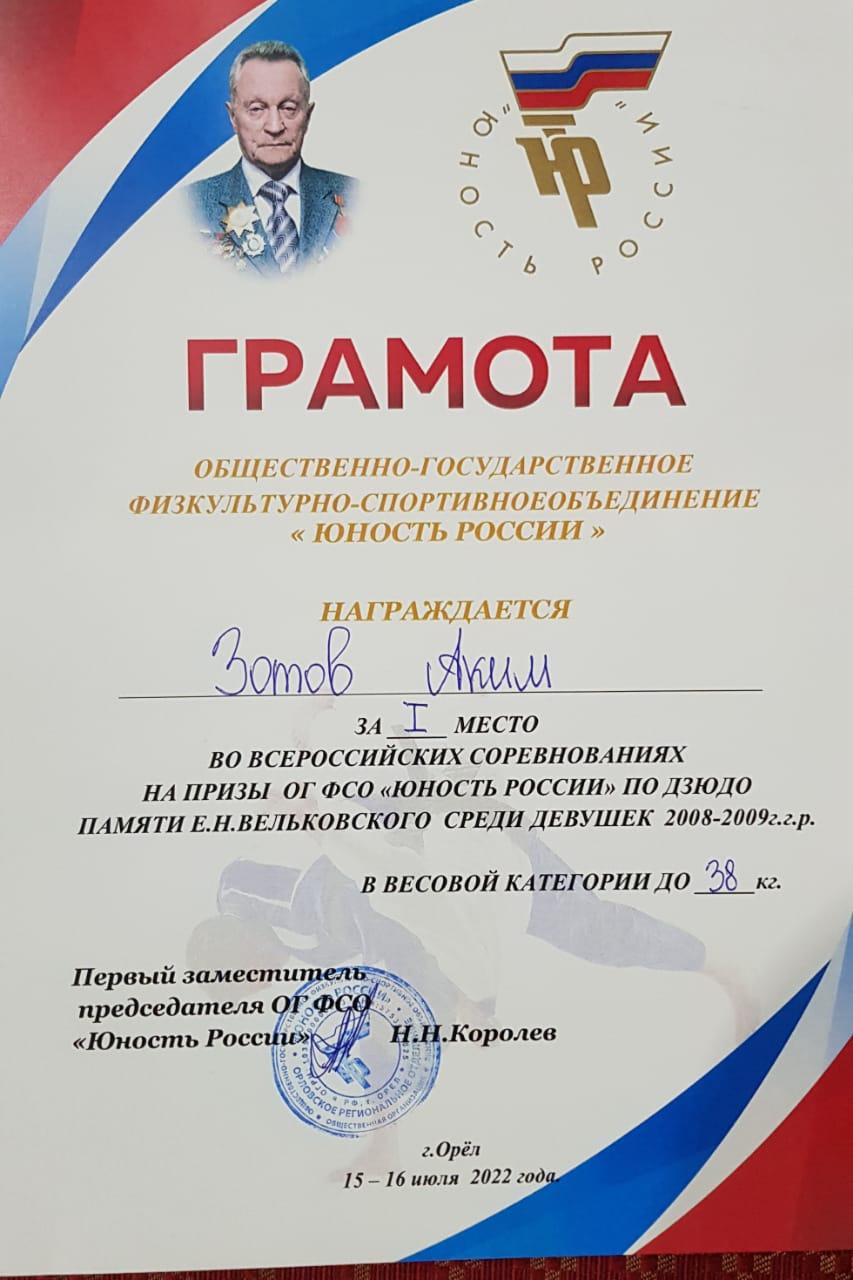 "ЮНОСТЬ РОССИИ"
ЮР
ГРАМОТА
ОБЩЕСТВЕННО-ГОСУДАРСТВЕННОЕ
ФИЗКУЛЬТУРНО-СПОРТИВНОЕОБЪЕДИНЕНИЕ
« ЮНОСТЬ РОССИИ »
НАГРАЖДАЕТСЯ
Зотов Аким
ЗА I МЕСТО
ВО ВСЕРОССИЙСКИХ СОРЕВНОВАНИЯХ
НА ПРИЗЫ ОГ ФСО «ЮНОСТЬ РОССИИ» ПО ДЗЮДО
ПАМЯТИ Е.Н.ВЕЛЬКОВСКОГО СРЕДИ ДЕВУШЕК 2008-2009г.г.р.
В ВЕСОВОЙ КАТЕГОРИИ ДО 38 кг.
Первый заместитель
председателя ОГ ФСО
«Юность России» Н.Н.Королев
ОРЛОВСКОЕ РЕГИОНАЛЬНОЕ
г.Орёл
15 – 16 июля 2022 года.